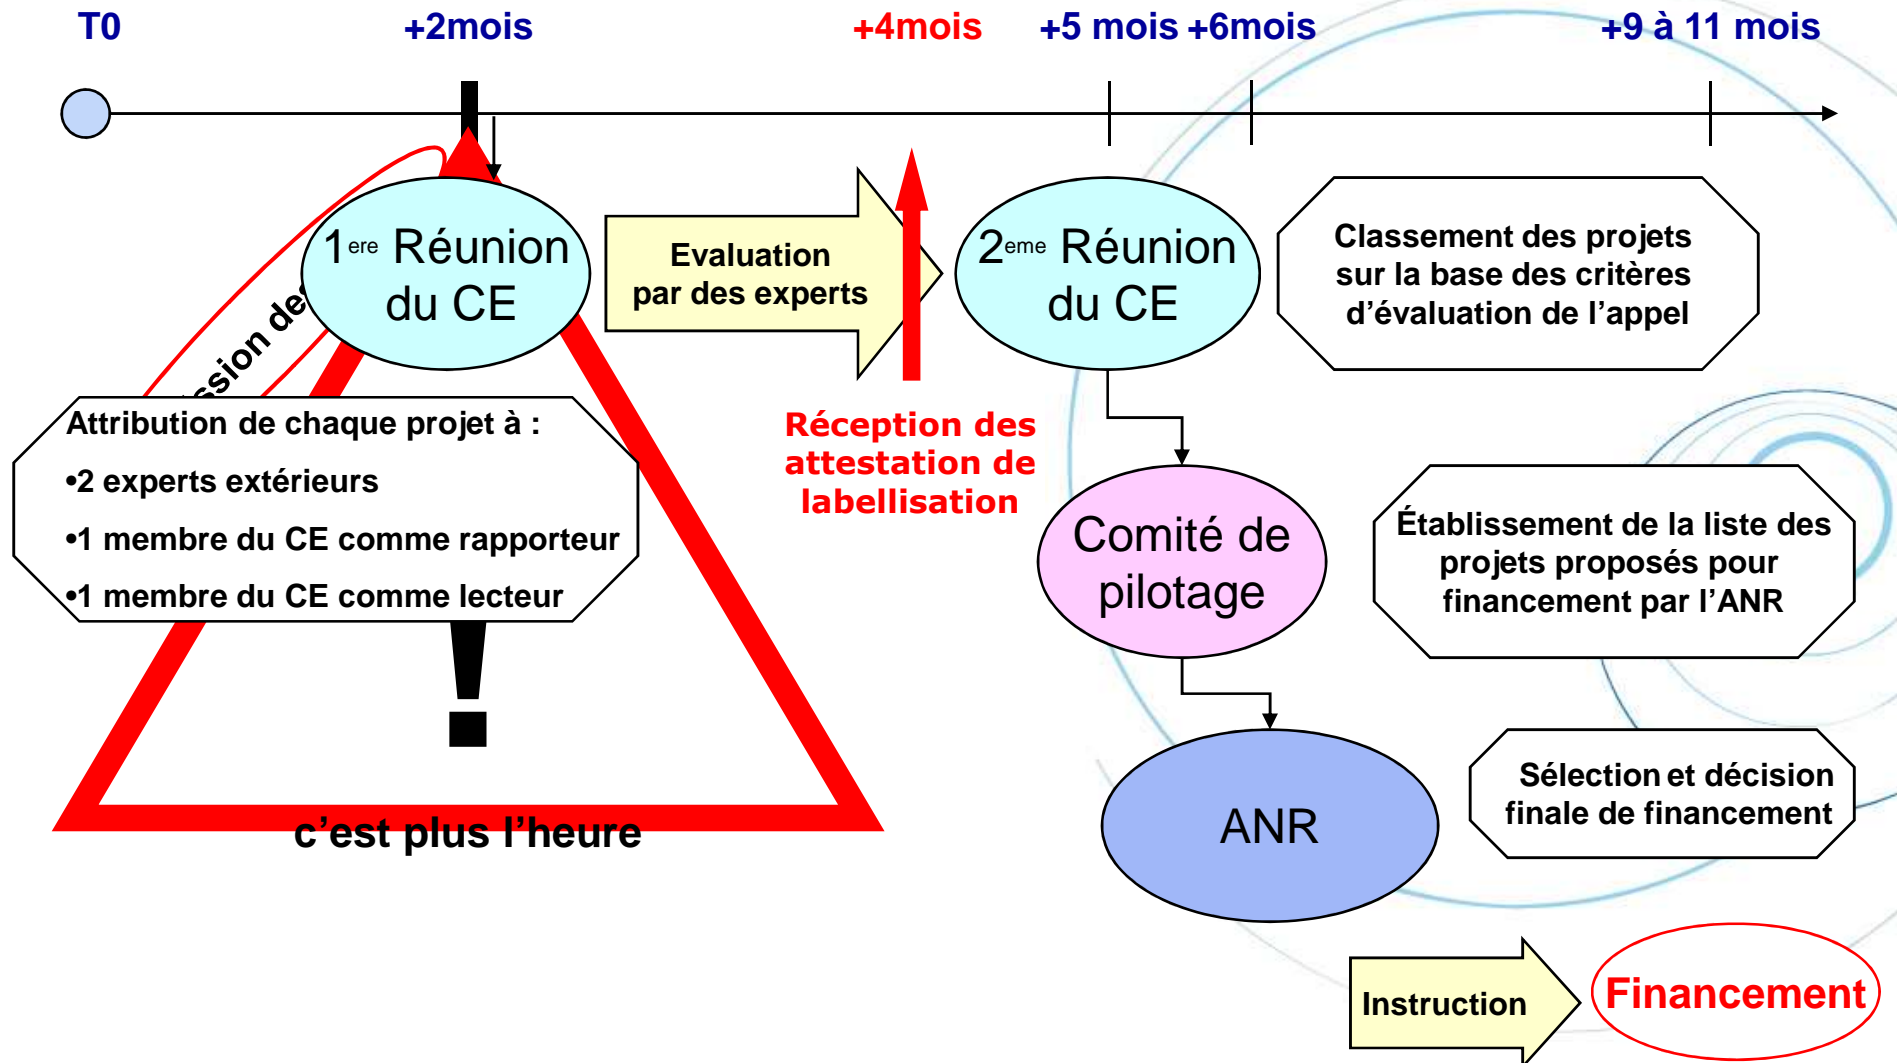 T0 +2mois +4mois +5 mois +6mois +9 à 11 mois
1ere Réunion
du CE
Evaluation
par des experts
2eme Réunion
du CE
Classement des projets
sur la base des critères
d’évaluation de l’appel
Attribution de chaque projet à :
•2 experts extérieurs
•1 membre du CE comme rapporteur
•1 membre du CE comme lecteur
!
c’est plus l’heure
Réception des
attestation de
labellisation
Comité de
pilotage
Établissement de la liste des
projets proposés pour
financement par l’ANR
ANR
Sélection et décision
finale de financement
Instruction
Financement